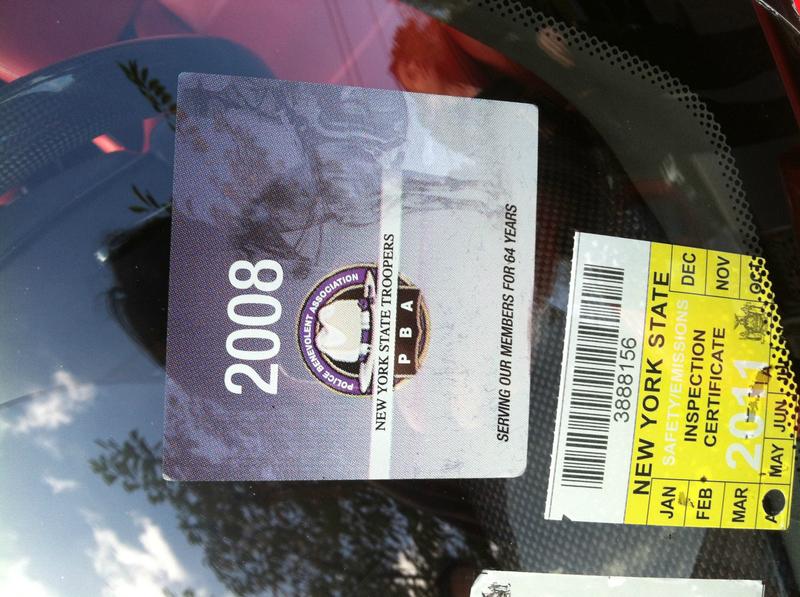 2008
POLICE BENEVOLENT ASSOCIATION
NEW YORK STATE TROOPERS
PBA
SERVING OUR MEMBERS FOR 64 YEARS
3888156
NEW YORK STATE
SAFETY/EMISSIONS
INSPECTION
CERTIFICATE
2011
JAN
FEB
MAR
MAY
JUN
NOV
DEC